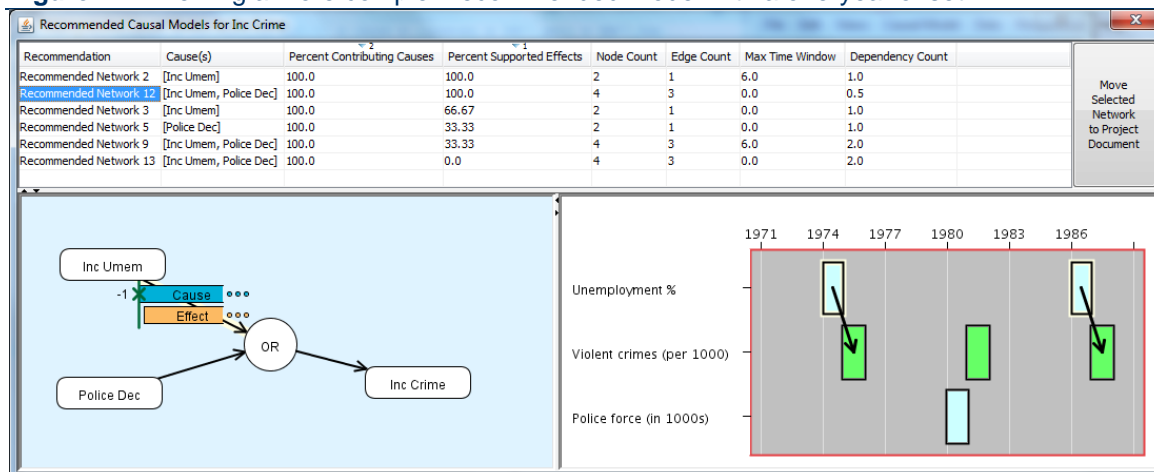 Recommended Causal Models for Inc Crime
Recommendation Cause(s) Percent Contributing Causes 2 Percent Supported Effects 1 Node Count Edge Count Max Time Window Dependency Count
Recommended Network 2 [Inc Umem] 100.0 100.0 2 1 6.0 1.0
Recommended Network 12 [Inc Umem, Police Dec] 100.0 100.0 4 3 0.0 0.5
Recommended Network 3 [Inc Umem] 100.0 66.67 2 1 0.0 1.0
Recommended Network 5 [Police Dec] 100.0 33.33 2 1 0.0 1.0
Recommended Network 9 [Inc Umem, Police Dec] 100.0 33.33 4 3 6.0 2.0
Recommended Network 13 [Inc Umem, Police Dec] 100.0 0.0 4 3 0.0 2.0
Move
Selected
Network
to Project
Document
Inc Umem
-1
Cause
Effect
OR
Police Dec
Inc Crime
1971 1974 1977 1980 1983 1986
Unemployment %
Violent crimes (per 1000)
Police force (in 1000s)